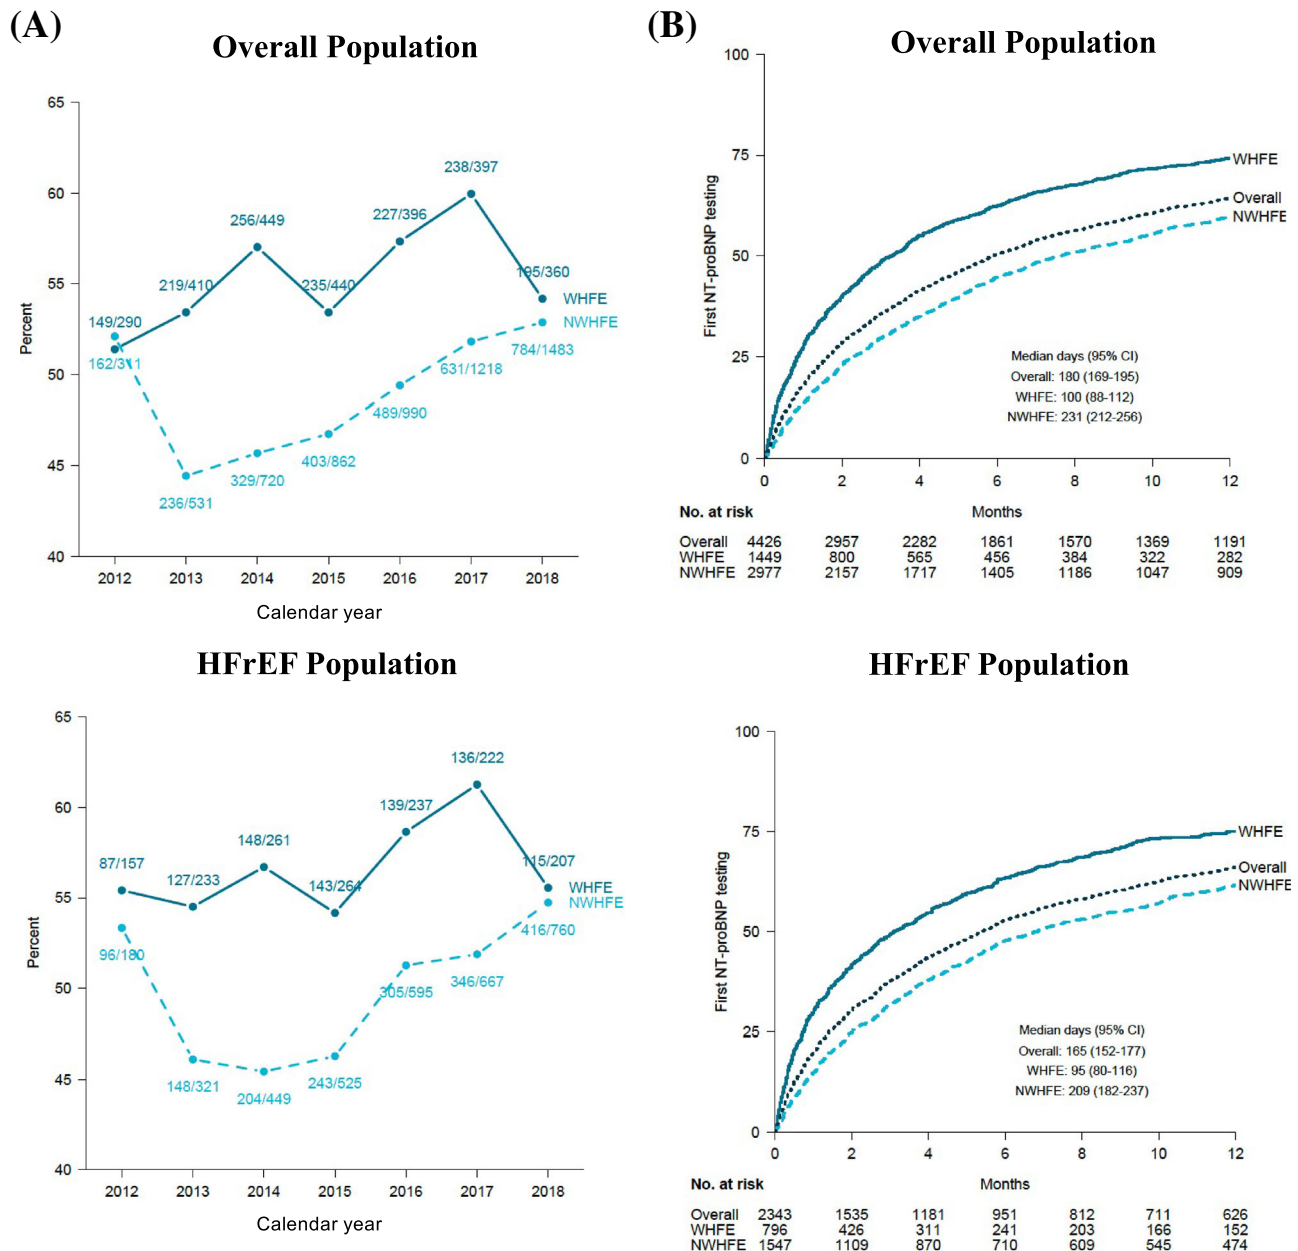 (A)
Overall Population
65
60
55
50
45
40
Percent
149/290
219/410
256/449
235/440
227/396
238/397
195/360
WHFE
NWHFE
162/311
236/531
329/720
403/862
489/990
631/1218
784/1483
2012 2013 2014 2015 2016 2017 2018
Calendar year
(B)
Overall Population
100
75
50
25
0
First NT-proBNP testing
WHFE
Overall
NWHFE
Median days (95% CI)
Overall: 180 (169-195)
WHFE: 100 (88-112)
NWHFE: 231 (212-256)
0 2 4 6 8 10 12
No. at risk Months
Overall 4426 2957 2282 1861 1570 1369 1191
WHFE 1449 800 565 456 384 322 282
NWHFE 2977 2157 1717 1405 1186 1047 909
HFrEF Population
65
60
55
50
45
40
Percent
87/157
127/233
148/261
143/264
139/237
136/222
115/207
WHFE
NWHFE
96/180
148/321
204/449
243/525
305/595
346/667
416/760
2012 2013 2014 2015 2016 2017 2018
Calendar year
HFrEF Population
100
75
50
25
0
First NT-proBNP testing
WHFE
Overall
NWHFE
Median days (95% CI)
Overall: 165 (152-177)
WHFE: 95 (80-116)
NWHFE: 209 (182-237)
0 2 4 6 8 10 12
No. at risk Months
Overall 2343 1535 1181 951 812 711 626
WHFE 796 426 311 241 203 166 152
NWHFE 1547 1109 870 710 609 545 474